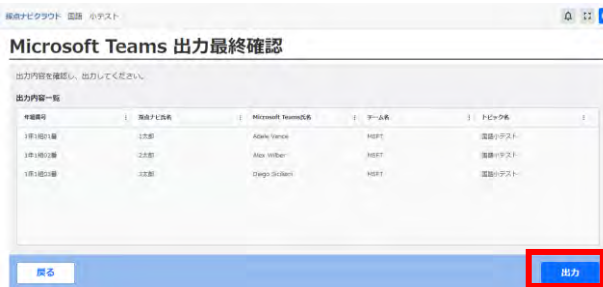 採点ナビクラウド 国語 小テスト
Microsoft Teams 出力最終確認
出力内容を確認し、出力してください。
出力内容一覧
年組番号 採点ナビ氏名 Microsoft Teams氏名 チーム名 トピック名
1年1組01番 1太郎 Adele Vance HSRT 国語小テスト
1年1組02番 2太郎 Alex Wilber HSRT 国語小テスト
1年1組03番 3太郎 Diego Siciliani HSRT 国語小テスト
戻る 出力